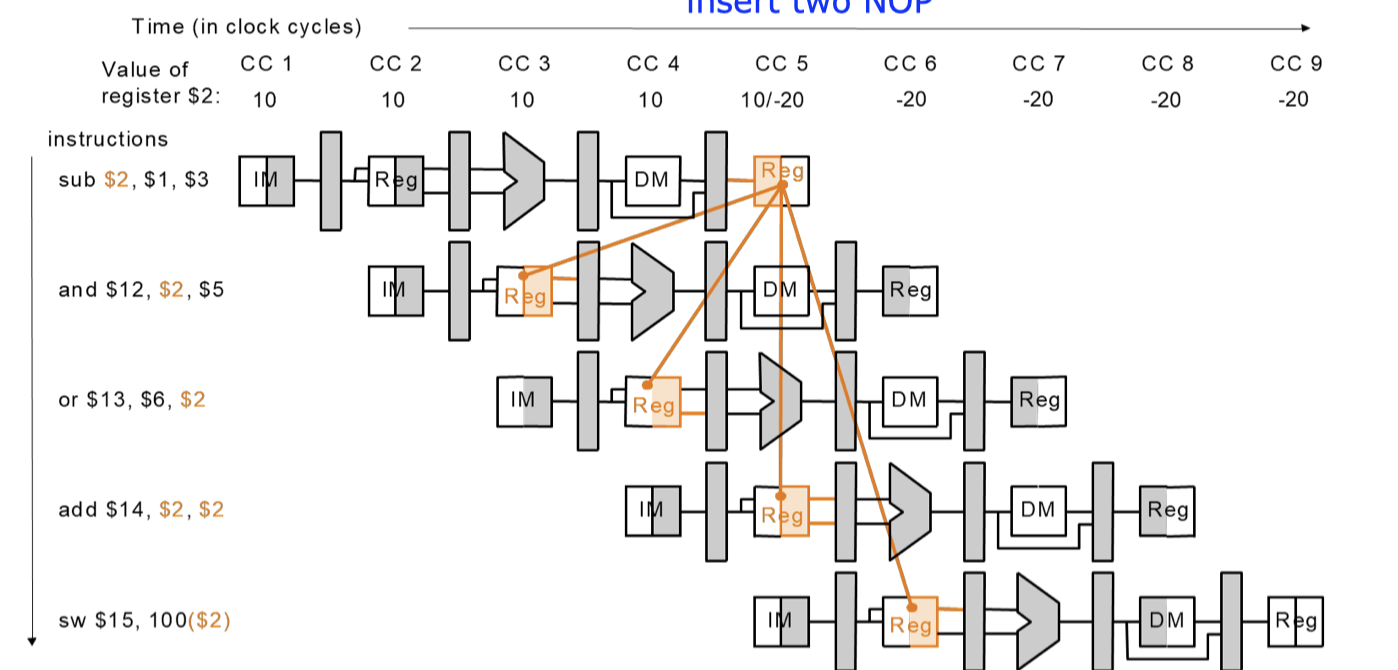 Insert two NOP
Time (in clock cycles)
Value of register $2:
CC 1 CC 2 CC 3 CC 4 CC 5 CC 6 CC 7 CC 8 CC 9
10 10 10 10 10/-20 -20 -20 -20 -20
instructions
sub $2, $1, $3 IM Reg DM Reg
and $12, $2, $5 IM Reg DM Reg
or $13, $6, $2 IM Reg DM Reg
add $14, $2, $2 IM Reg DM Reg
sw $15, 100($2) IM Reg DM Reg